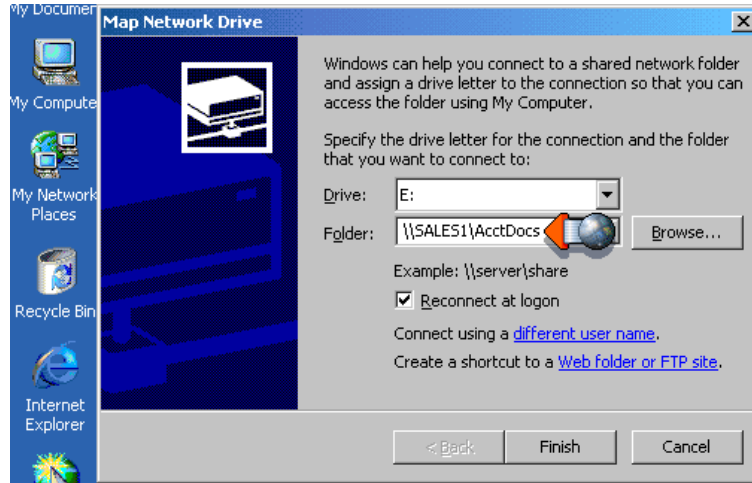 My Documen
My Compute
My Network
Places
Recycle Bin
Internet
Explorer
Map Network Drive
Windows can help you connect to a shared network folder
and assign a drive letter to the connection so that you can
access the folder using My Computer.
Specify the drive letter for the connection and the folder
that you want to connect to:
Drive: E:
Folder: \\SALES1\AcctDocs Browse...
Example: \\server\share
Reconnect at logon
Connect using a different user name.
Create a shortcut to a Web folder or FTP site.
< Back Finish Cancel